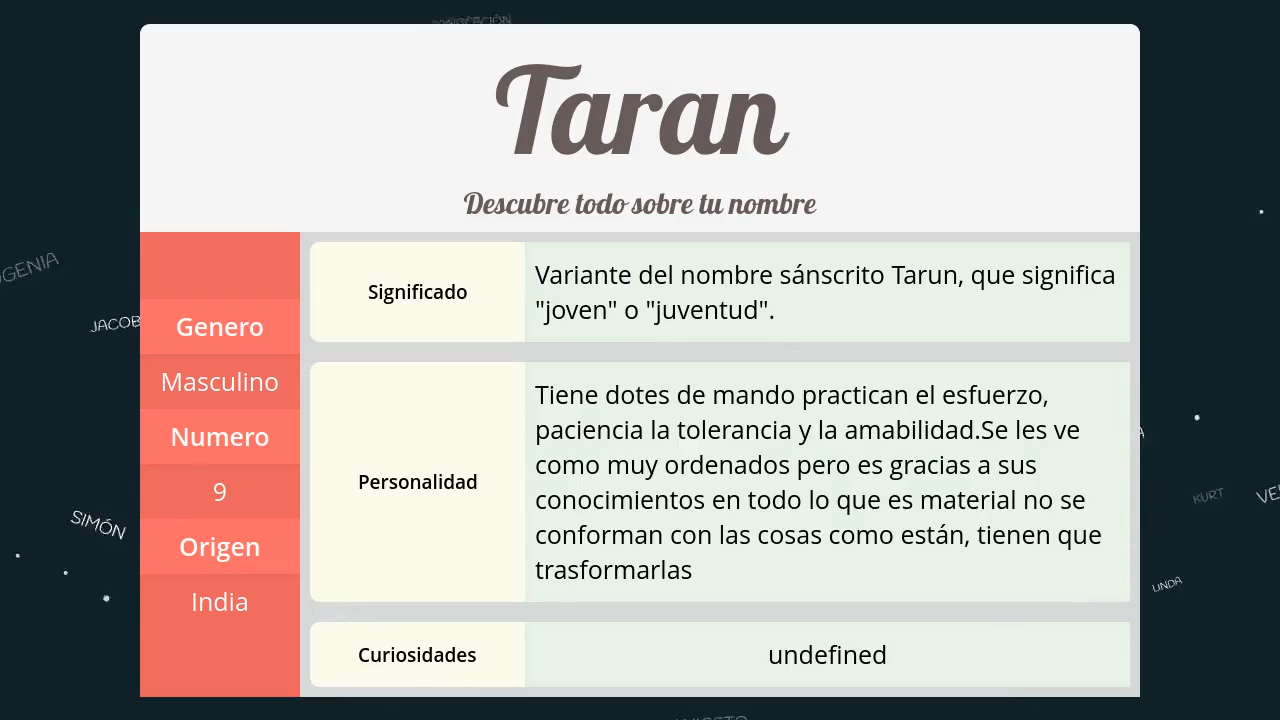 Taran
Descubre todo sobre tu nombre
Genero
Masculino
Numero
9
Origen
India
Significado
Variante del nombre sánscrito Tarun, que significa
"joven" o "juventud".
Personalidad
Tiene dotes de mando practican el esfuerzo,
paciencia la tolerancia y la amabilidad.Se les ve
como muy ordenados pero es gracias a sus
conocimientos en todo lo que es material no se
conforman con las cosas como están, tienen que
trasformarlas
Curiosidades
undefined
JACOB
SIMÓN
KURT
LINDA